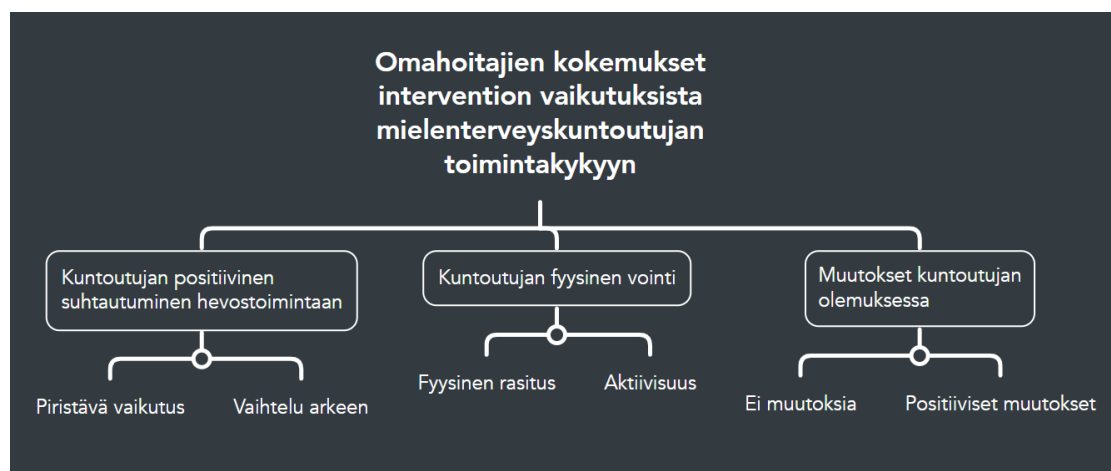 Omahoitajien kokemukset
intervention vaikutuksista
mielenterveyskuntoutujan
toimintakykyyn
Kuntoutujan positiivinen
suhtautuminen hevostoimintaan
Kuntoutujan fyysinen vointi
Muutokset kuntoutujan
olemuksessa
Piristävä vaikutus
Vaihtelu arkeen
Fyysinen rasitus
Aktiivisuus
Ei muutoksia
Positiiviset muutokset